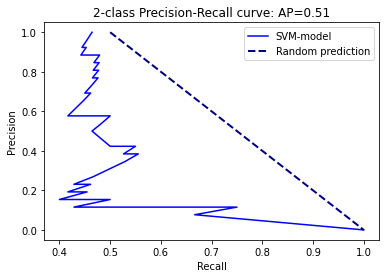 2-class Precision-Recall curve: AP=0.51
SVM-model
Random prediction
Precision
1.0
0.8
0.6
0.4
0.2
0.0
0.4
0.5
0.6
0.7
0.8
0.9
1.0
Recall